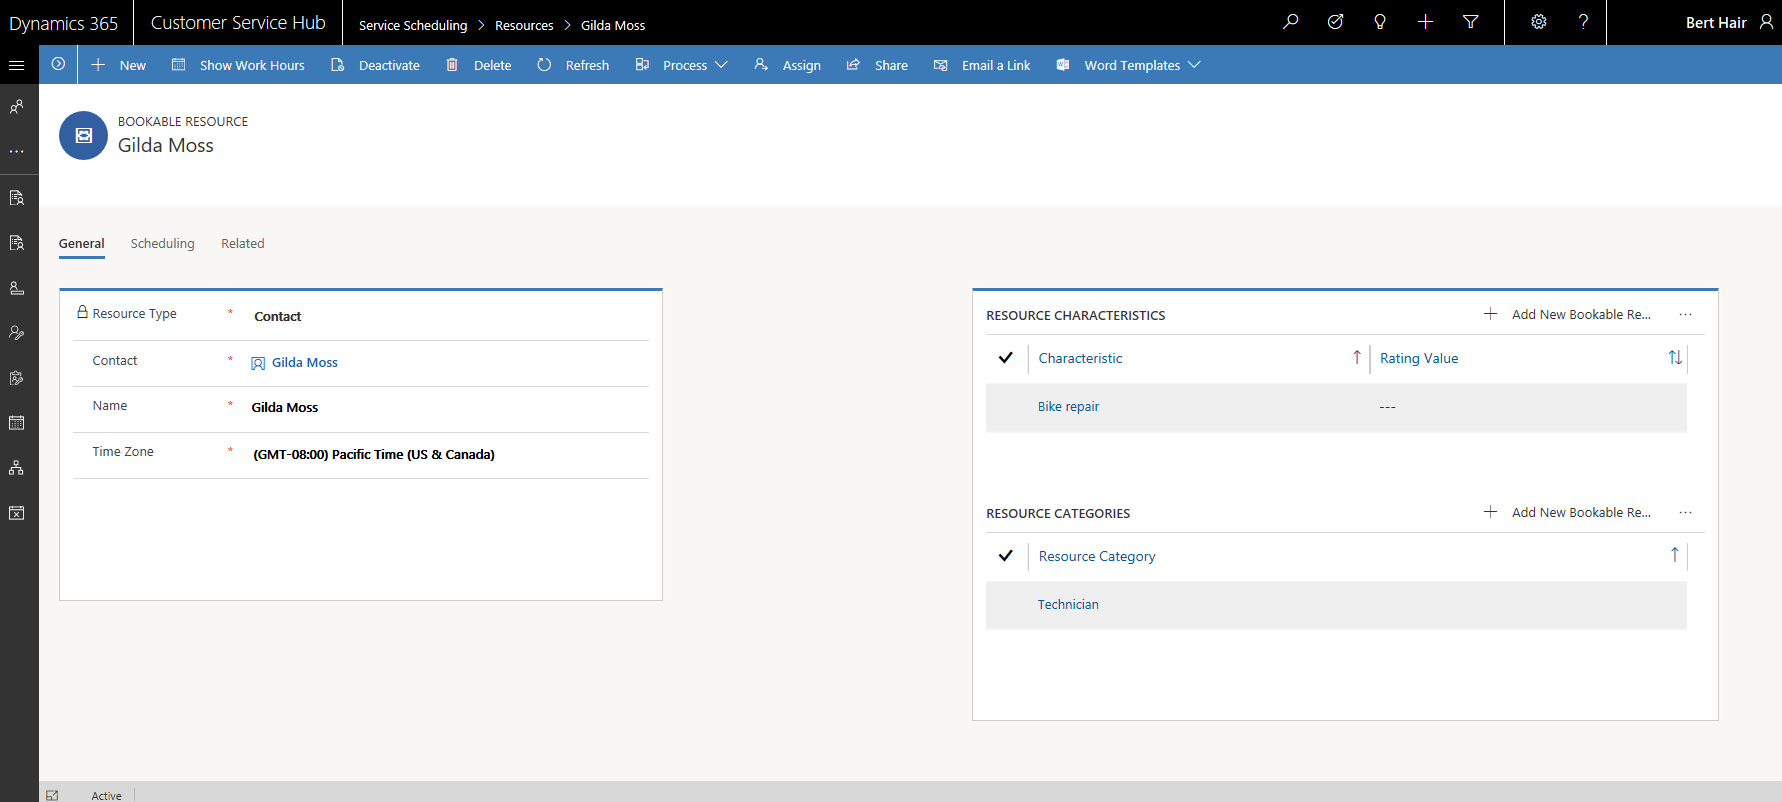 Dynamics 365 Customer Service Hub Service Scheduling > Resources > Gilda Moss Bert Hair
New Show Work Hours Deactivate Delete Refresh Process Assign Share Email a Link Word Templates
BOOKABLE RESOURCE
Gilda Moss
General Scheduling Related
Resource Type * Contact
Contact * Gilda Moss
Name * Gilda Moss
Time Zone * (GMT-08:00) Pacific Time (US & Canada)
RESOURCE CHARACTERISTICS + Add New Bookable Re... ...
Characteristic ↑ Rating Value ↑↓
Bike repair ---
RESOURCE CATEGORIES + Add New Bookable Re... ...
Resource Category ↑
Technician
Active